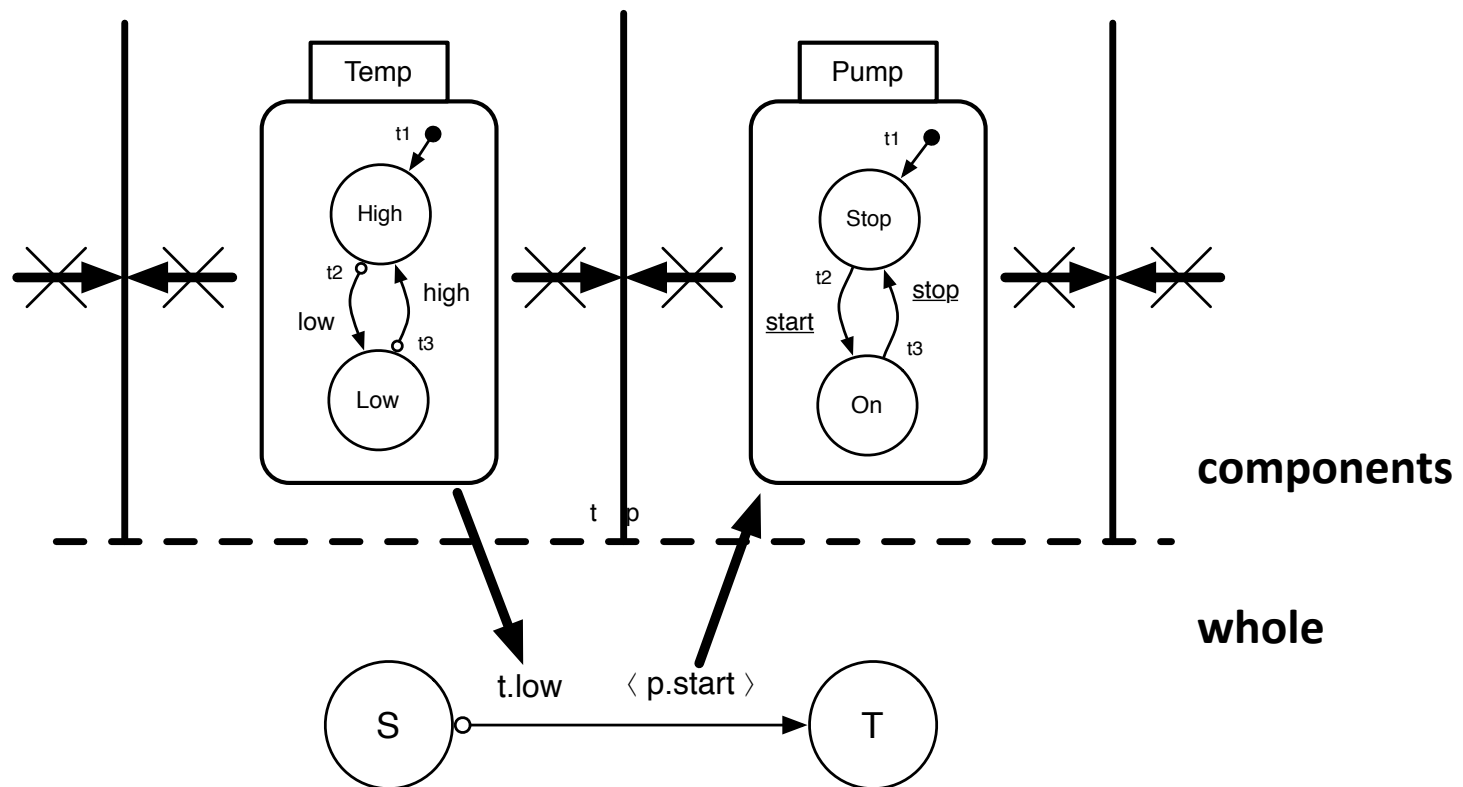 Temp
t1
High
t2
high
low
t3
Low
Pump
t1
Stop
t2
stop
start
t3
On
components
t p
whole
t.low 〈 p.start 〉
S
T